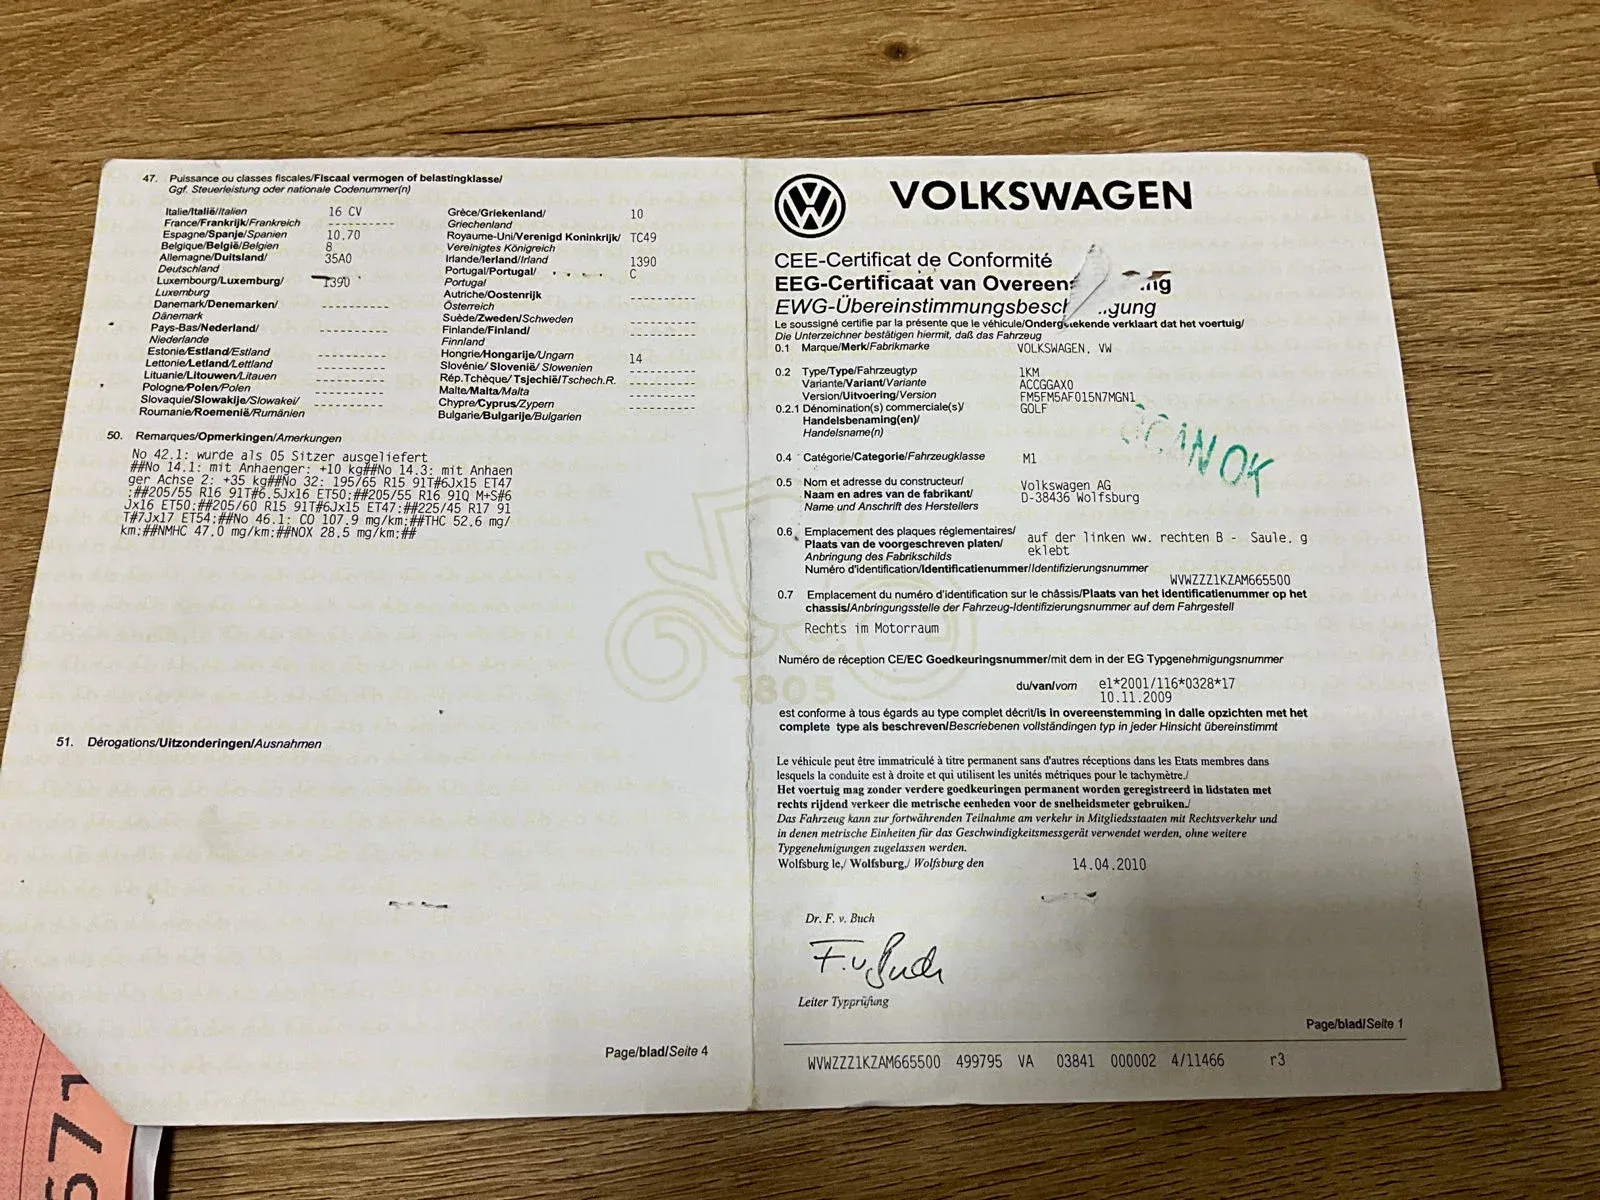 47. Puissance ou classes fiscales/Fiscaal vermogen of belastingklasse/
Ggf. Steuerleistung oder nationale Codenummer(n)
Italie/Italië/Italien 16 CV
France/Frankrijk/Frankreich - - - - - - - - - -
Espagne/Spanje/Spanien 10.70
Belgique/België/Belgien 8
Allemagne/Duitsland/ 35A0
Deutschland
Luxembourg/Luxemburg/ 1390
Luxemburg
Danemark/Denemarken/ - - - - - - - - - -
Dänemark
Pays-Bas/Nederland/ - - - - - - - - - -
Niederlande
Estonie/Estland/Estland - - - - - - - - - -
Lettonie/Letland/Lettland - - - - - - - - - -
Lituanie/Litouwen/Litauen - - - - - - - - - -
Pologne/Polen/Polen
Slovaquie/Slowakije/Slowakei/ - - - - - - - - - -
Roumanie/Roemenië/Rumänien - - - - - - - - - -
Grèce/Griekenland/ 10
Griechenland
Royaume-Uni/Verenigd Koninkrijk/ TC49
Vereinigtes Königreich
Irlande/Ierland/Irland 1390
Portugal/Portugal/ C
Portugal
Autriche/Oostenrijk - - - - - - - - - -
Österreich
Suède/Zweden/Schweden - - - - - - - - - -
Finlande/Finland/ - - - - - - - - - -
Finnland
Hongrie/Hongarije/Ungarn 14
Slovénie/ Slovenië/ Slowenien - - - - - - - - - -
Rép.Tchèque/ Tsjechië/Tschech.R. - - - - - - - - - -
Malte/Malta/Malta - - - - - - - - - -
Chypre/Cyprus/Zypern - - - - - - - - - -
Bulgarie/Bulgarije/Bulgarien
50. Remarques/Opmerkingen/Anmerkungen
No 42.1: wurde als 05 Sitzer ausgeliefert
##No 14.1: mit Anhaenger: +10 kg##No 14.3: mit Anhaen
ger Achse 2: +35 kg##No 32: 195/65 R15 91T#6Jx15 ET47
:##205/55 R16 91T#6.5Jx16 ET50:##205/55 R16 91Q M+S#6
Jx16 ET50:##205/60 R15 91T#6Jx15 ET47:##225/45 R17 91
T#7Jx17 ET54:##No 46.1: CO 107.9 mg/km:##THC 52.6 mg/
km:##NMHC 47.0 mg/km:##NOX 28.5 mg/km:##
51. Dérogations/Uitzonderingen/Ausnahmen
Page/blad/Seite 4
1805
671
VW
VOLKSWAGEN
CEE-Certificat de Conformité
EEG-Certificaat van Overeens ng
EWG-Übereinstimmungsbesch gung
Le soussigné certifie par la présente que le véhicule/Ondergetekende verklaart dat het voertuig/
Die Unterzeichner bestätigen hiermit, daß das Fahrzeug
0.1 Marque/Merk/Fabrikmarke VOLKSWAGEN, VW
0.2 Type/Type/Fahrzeugtyp 1KM
Variante/Variant/Variante ACCGGAX0
Version/Uitvoering/Version FM5FM5AF015N7MGN1
0.2.1 Dénomination(s) commerciale(s)/ GOLF
Handelsbenaming(en)/
Handelsname(n)
SCAN OK
0.4 Catégorie/Categorie/Fahrzeugklasse M1
0.5 Nom et adresse du constructeur/ Volkswagen AG
Naam en adres van de fabrikant/ D-38436 Wolfsburg
Name und Anschrift des Herstellers
0.6 Emplacement des plaques réglementaires/
Plaats van de voorgeschreven platen/ auf der linken ww. rechten B - Saule, g
Anbringung des Fabrikschilds eklebt
Numéro d'identification/Identificatienummer/Identifizierungsnummer
WVWZZZ1KZAM665500
0.7 Emplacement du numéro d'identification sur le châssis/Plaats van het identificatienummer op het
chassis/Anbringungsstelle der Fahrzeug-Identifizierungsnummer auf dem Fahrgestell
Rechts im Motorraum
Numéro de réception CE/EC Goedkeuringsnummer/mit dem in der EG Typgenehmigungsnummer
du/van/vom e1*2001/116*0328*17
10.11.2009
est conforme à tous égards au type complet décrit/is in overeenstemming in dalle opzichten met het
complete type als beschreven/Bescriebenen vollständingen typ in jeder Hinsicht übereinstimmt
Le véhicule peut être immatriculé à titre permanent sans d'autres réceptions dans les Etats membres dans
lesquels la conduite est à droite et qui utilisent les unités métriques pour le tachymètre./
Het voertuig mag zonder verdere goedkeuringen permanent worden geregistreerd in lidstaten met
rechts rijdend verkeer die metrische eenheden voor de snelheidsmeter gebruiken./
Das Fahrzeug kann zur fortwährenden Teilnahme am verkehr in Mitgliedsstaaten mit Rechtsverkehr und
in denen metrische Einheiten für das Geschwindigkeitsmessgerät verwendet werden, ohne weitere
Typgenehmigungen zugelassen werden.
Wolfsburg le,/ Wolfsburg,/ Wolfsburg den 14.04.2010
Dr. F. v. Buch
F. v. Buch
Leiter Typprüfung
Page/blad/Seite 1
WVWZZZ1KZAM665500 499795 VA 03841 000002 4/11466 r3